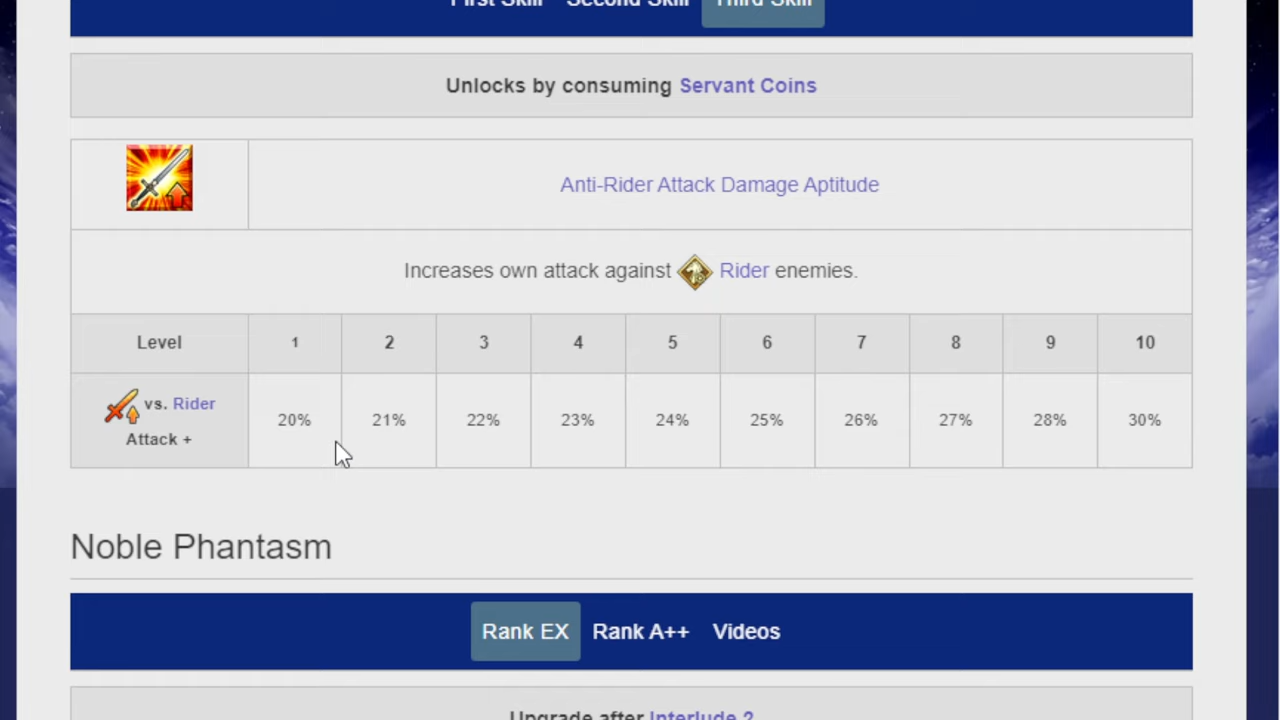 First Skill Second Skill Third Skill
Unlocks by consuming Servant Coins
Anti-Rider Attack Damage Aptitude
Increases own attack against Rider enemies.
Level 1 2 3 4 5 6 7 8 9 10
vs. Rider
Attack +
20% 21% 22% 23% 24% 25% 26% 27% 28% 30%
Noble Phantasm
Rank EX Rank A++ Videos
Upgrade after Interlude 2